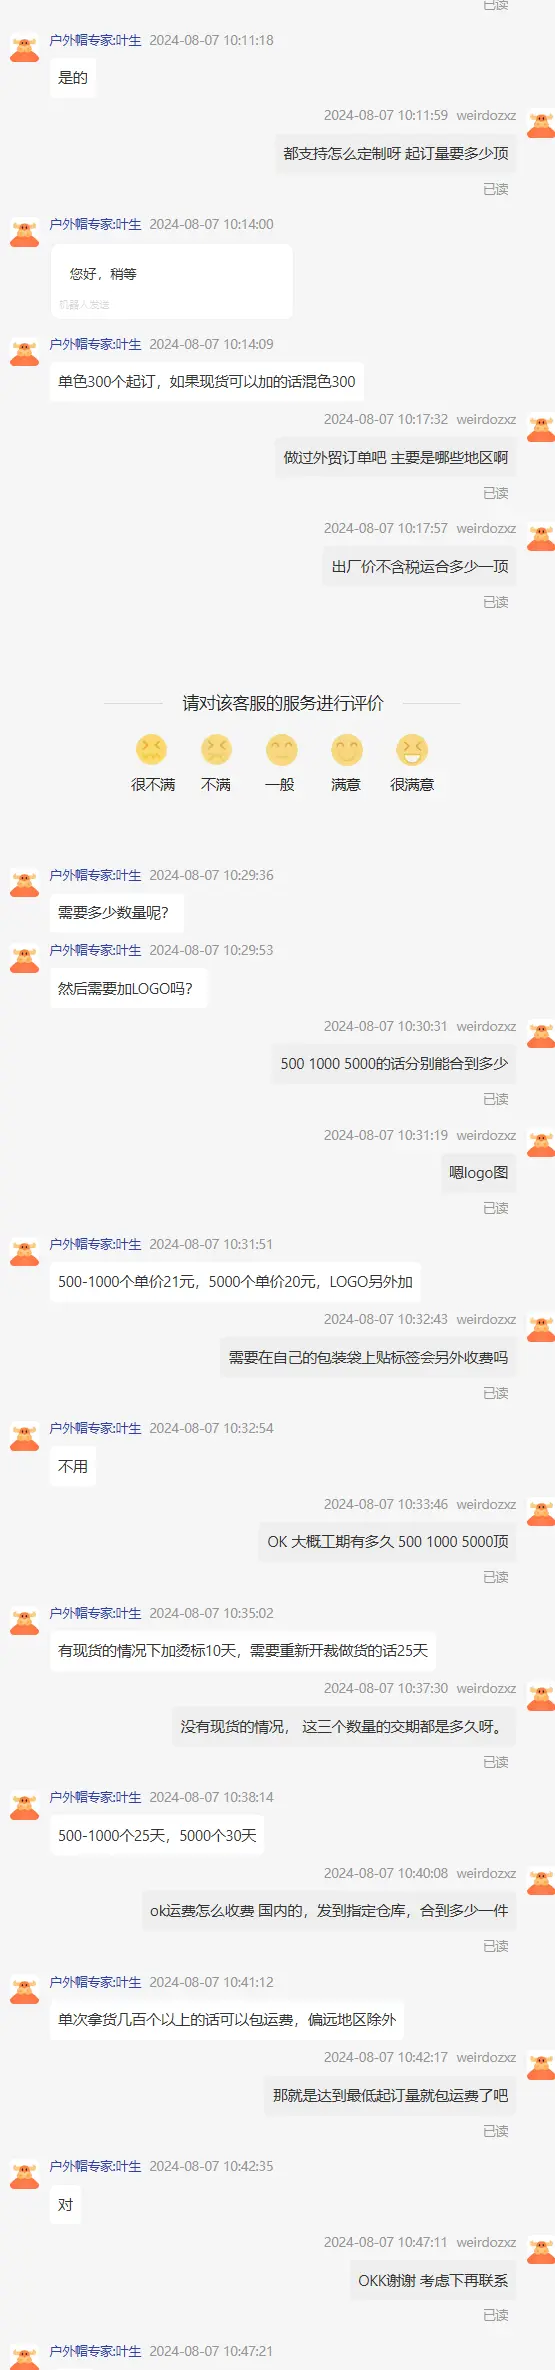 已读
户外帽专家:叶生 2024-08-07 10:11:18
是的
2024-08-07 10:11:59 weirdozxz
都支持怎么定制呀 起订量要多少顶
已读
户外帽专家:叶生 2024-08-07 10:14:00
您好，稍等
机器人发送
户外帽专家:叶生 2024-08-07 10:14:09
单色300个起订，如果现货可以加的话混色300
2024-08-07 10:17:32 weirdozxz
做过外贸订单吧 主要是哪些地区啊
已读
2024-08-07 10:17:57 weirdozxz
出厂价不含税运合多少一顶
已读
请对该客服的服务进行评价
很不满 不满 一般 满意 很满意
户外帽专家:叶生 2024-08-07 10:29:36
需要多少数量呢？
户外帽专家:叶生 2024-08-07 10:29:53
然后需要加LOGO吗？
2024-08-07 10:30:31 weirdozxz
500 1000 5000的话分别能合到多少
已读
2024-08-07 10:31:19 weirdozxz
嗯logo图
已读
户外帽专家:叶生 2024-08-07 10:31:51
500-1000个单价21元，5000个单价20元，LOGO另外加
2024-08-07 10:32:43 weirdozxz
需要在自己的包装袋上贴标签会另外收费吗
已读
户外帽专家:叶生 2024-08-07 10:32:54
不用
2024-08-07 10:33:46 weirdozxz
OK 大概工期有多久 500 1000 5000顶
已读
户外帽专家:叶生 2024-08-07 10:35:02
有现货的情况下加烫标10天，需要重新开裁做货的话25天
2024-08-07 10:37:30 weirdozxz
没有现货的情况， 这三个数量的交期都是多久呀。
已读
户外帽专家:叶生 2024-08-07 10:38:14
500-1000个25天，5000个30天
2024-08-07 10:40:08 weirdozxz
ok运费怎么收费 国内的，发到指定仓库，合到多少一件
已读
户外帽专家:叶生 2024-08-07 10:41:12
单次拿货几百个以上的话可以包运费，偏远地区除外
2024-08-07 10:42:17 weirdozxz
那就是达到最低起订量就包运费了吧
已读
户外帽专家:叶生 2024-08-07 10:42:35
对
2024-08-07 10:47:11 weirdozxz
OKK谢谢 考虑下再联系
已读
户外帽专家:叶生 2024-08-07 10:47:21